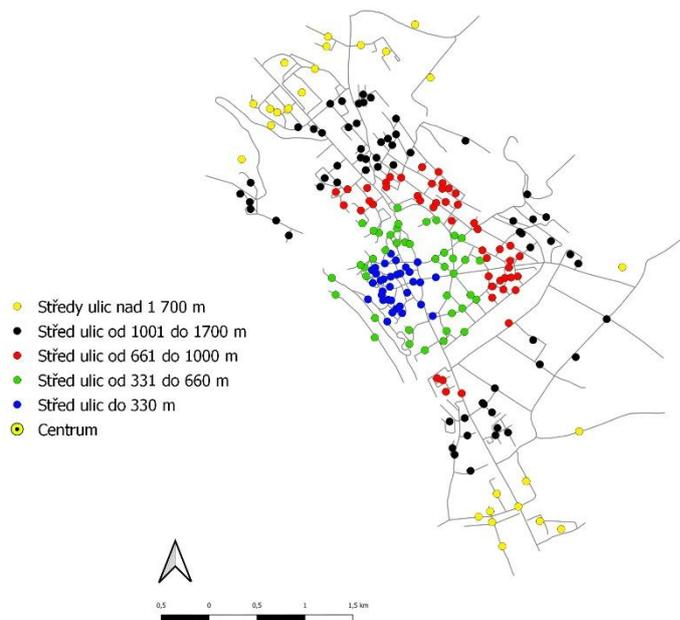 Středy ulic nad 1 700 m
Střed ulic od 1001 do 1700 m
Střed ulic od 661 do 1000 m
Střed ulic od 331 do 660 m
Střed ulic do 330 m
Centrum
0,5 0 0,5 1 1,5 km